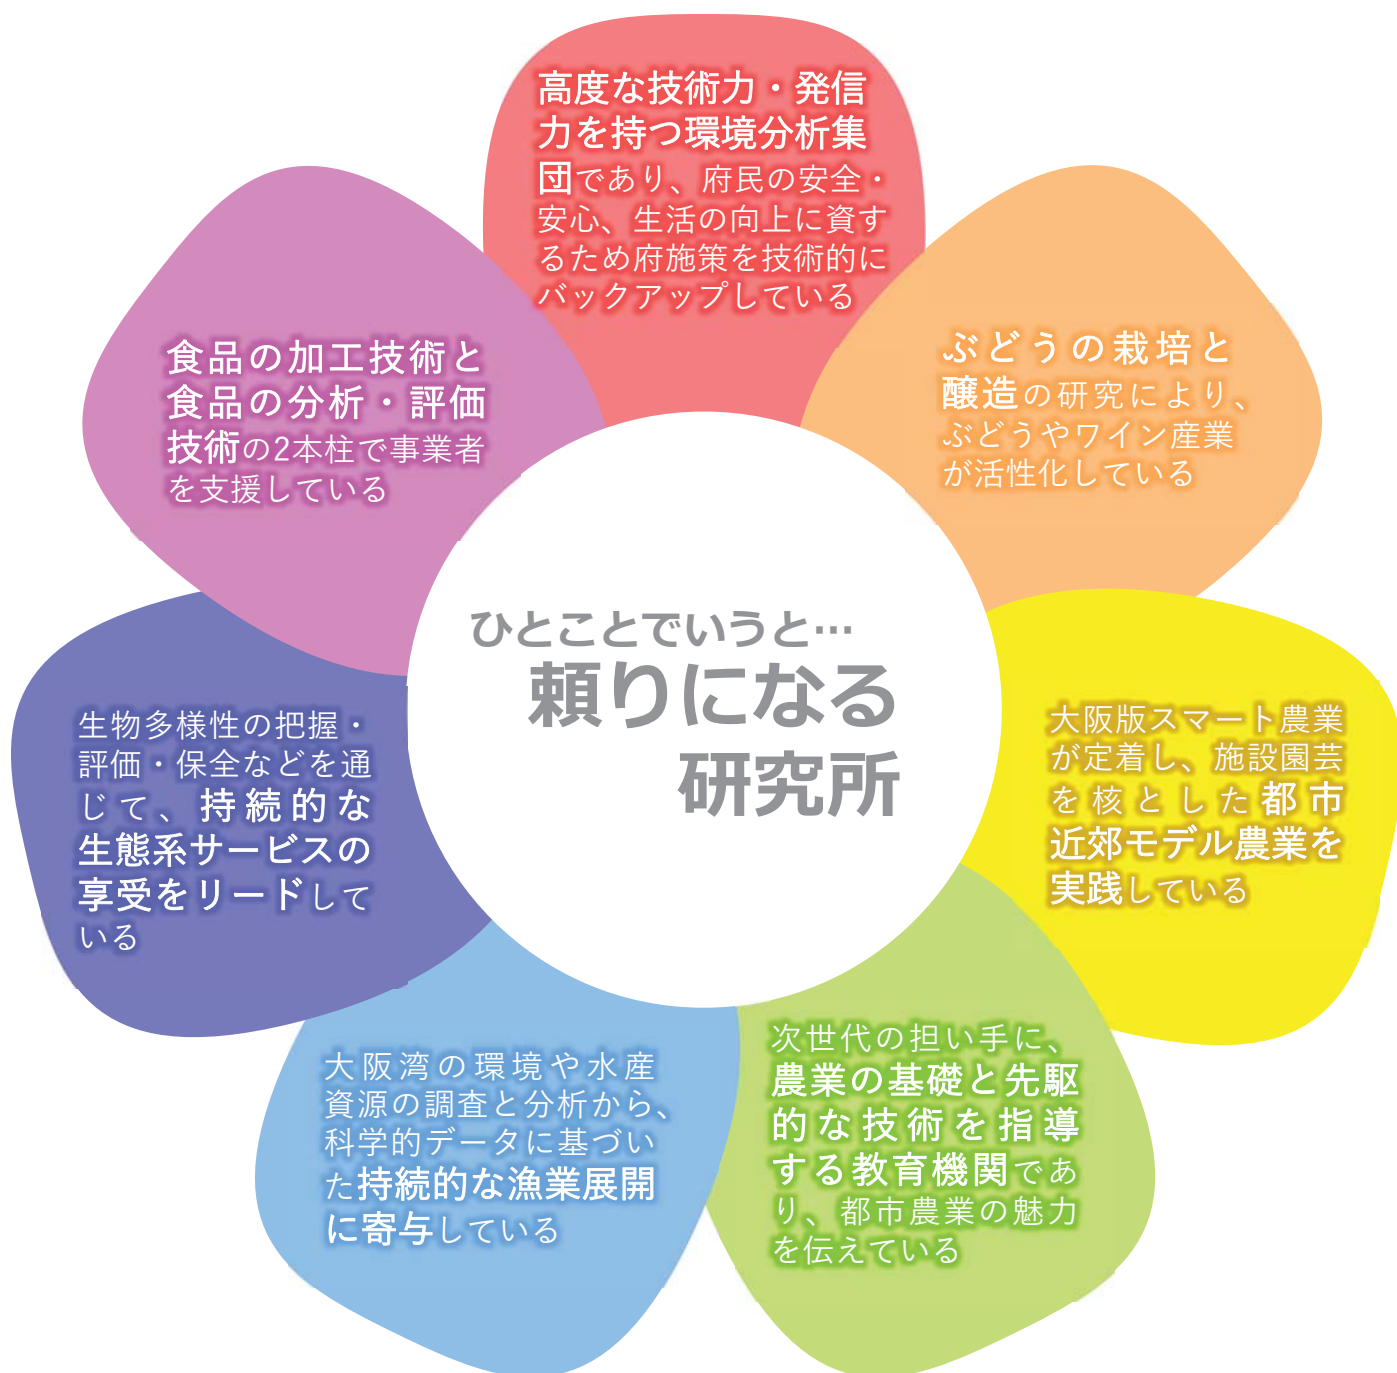 高度な技術力・発信
力を持つ環境分析集
団であり、府民の安全・
安心、生活の向上に資す
るため府施策を技術的に
バックアップしている
ぶどうの栽培と
醸造の研究により、
ぶどうやワイン産業
が活性化している
大阪版スマート農業
が定着し、施設園芸
を核とした都市
近郊モデル農業を
実践している
次世代の担い手に、
農業の基礎と先駆
的な技術を指導
する教育機関であ
り、都市農業の魅力
を伝えている
大阪湾の環境や水産
資源の調査と分析から、
科学的データに基づい
た持続的な漁業展開
に寄与している
生物多様性の把握・
評価・保全などを通
じて、持続的な
生態系サービスの
享受をリードして
いる
食品の加工技術と
食品の分析・評価
技術の2本柱で事業者
を支援している
ひとことでいうと…
頼りになる
研究所